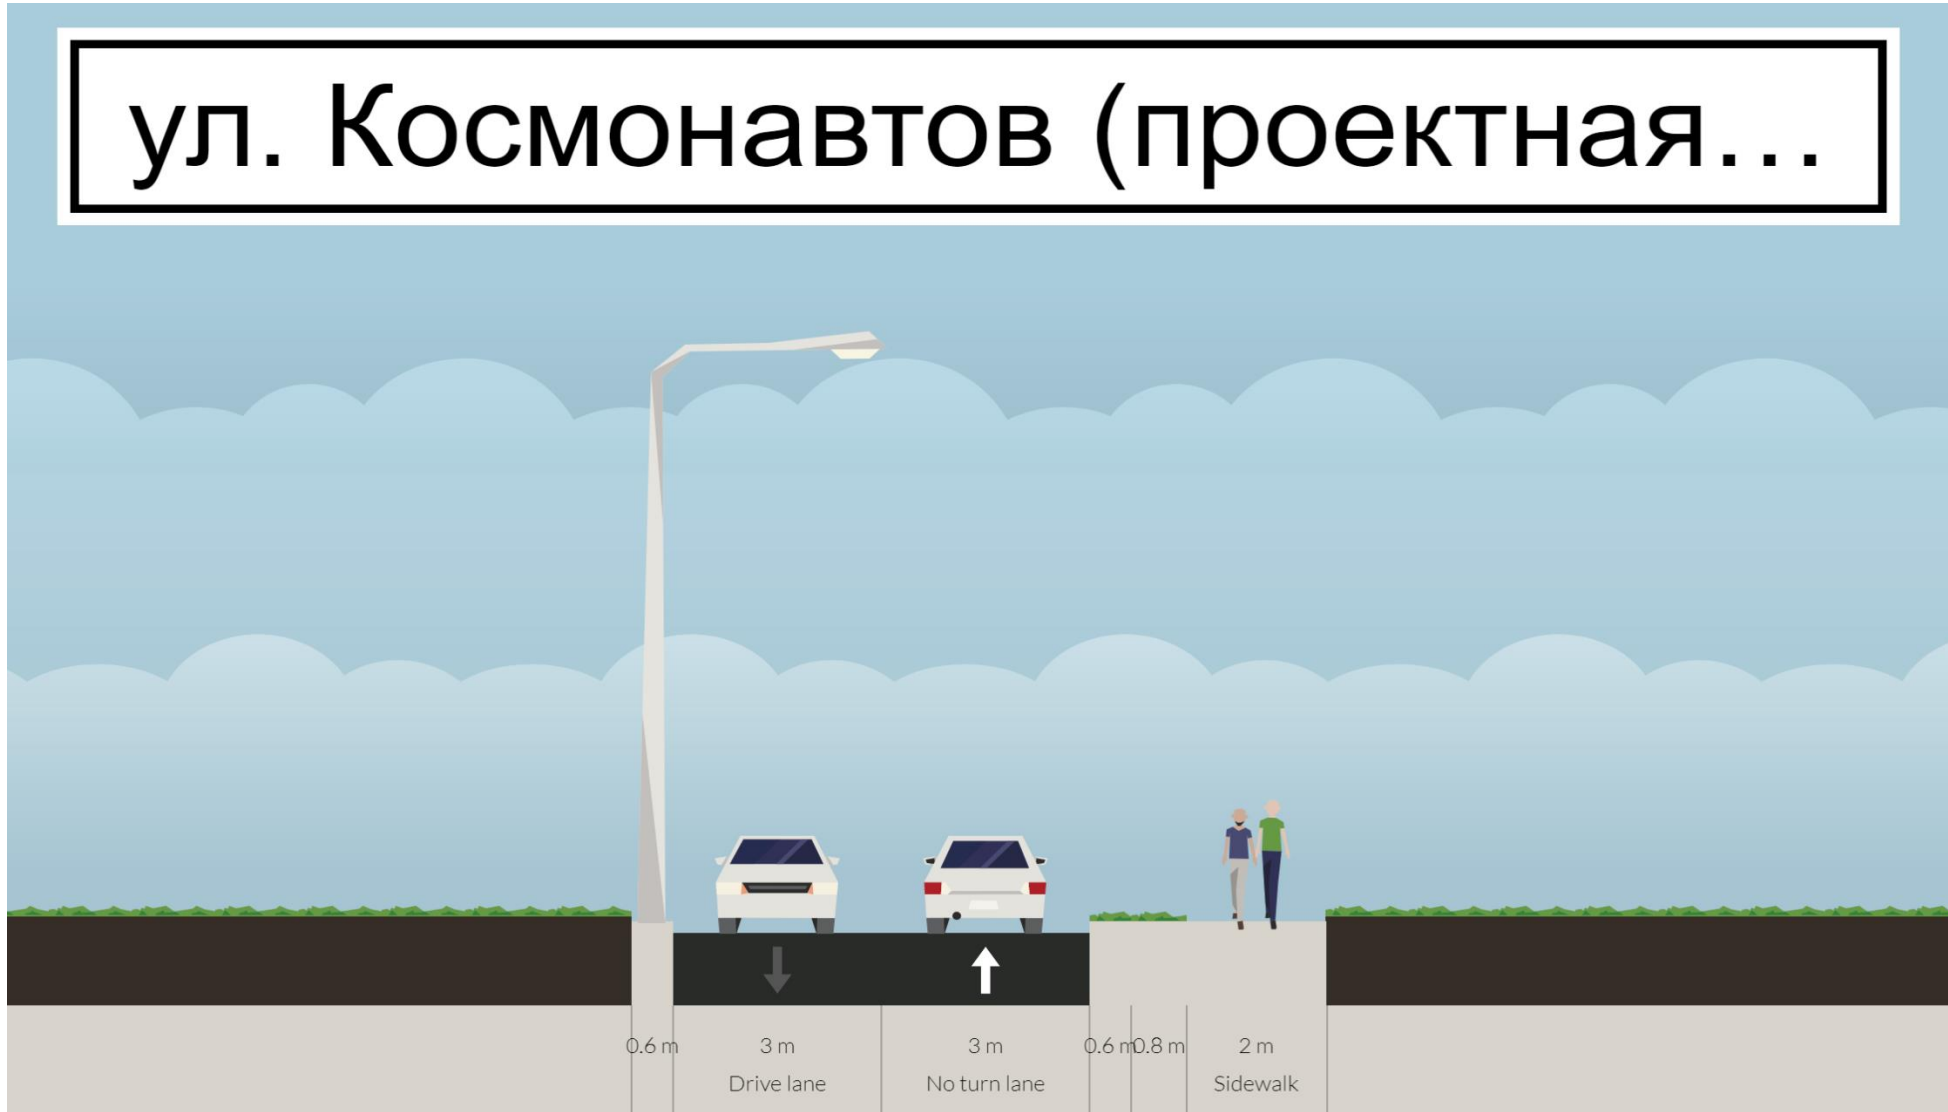 ул. Космонавтов (проектная…
0.6 m 3 m 3 m 0.6 m 0.8 m 2 m
Drive lane No turn lane Sidewalk